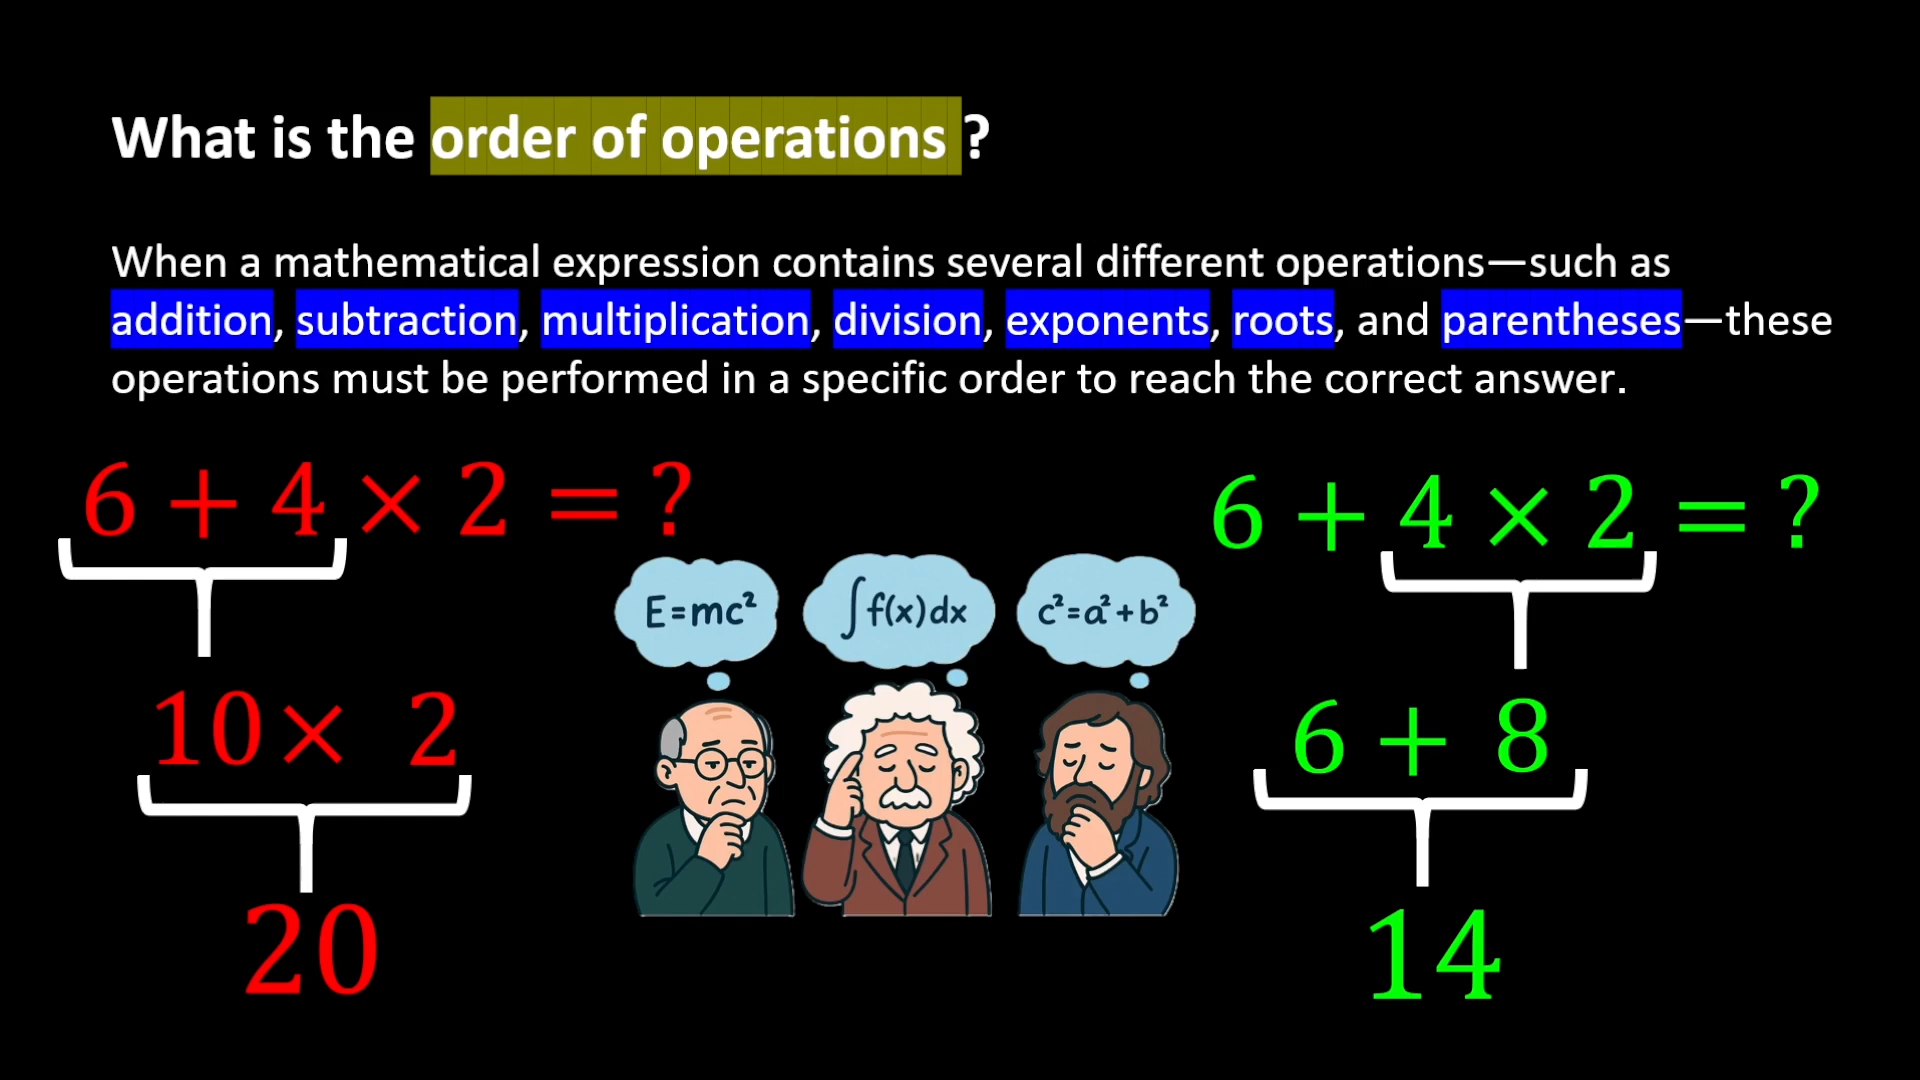 What is the order of operations ?
When a mathematical expression contains several different operations—such as
addition, subtraction, multiplication, division, exponents, roots, and parentheses—these
operations must be performed in a specific order to reach the correct answer.
6 + 4 × 2 = ?
10 × 2
20
E=mc²
∫f(x)dx
c²=a²+b²
6 + 4 × 2 = ?
6 + 8
14